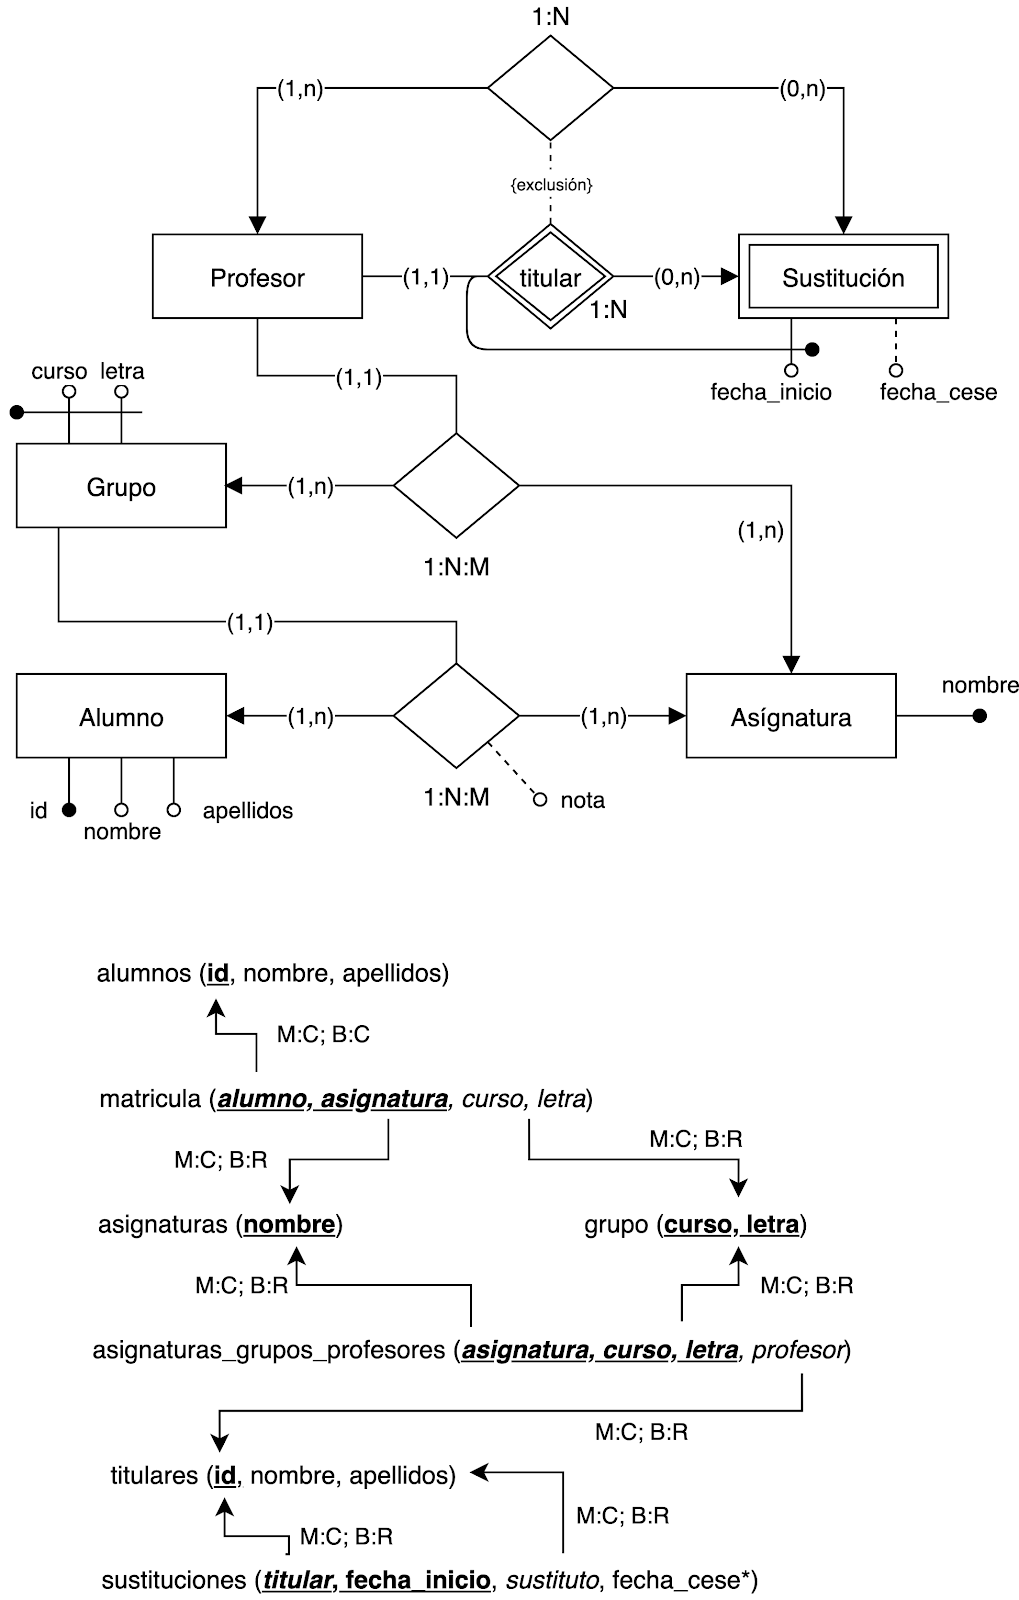 1:N
(1,n)
(0,n)
{exclusión}
Profesor
(1,1)
titular
(0,n)
Sustitución
1:N
fecha_inicio
fecha_cese
(1,1)
curso
letra
Grupo
(1,n)
(1,n)
1:N:M
(1,1)
Alumno
(1,n)
(1,n)
Asígnatura
nombre
id
nombre
apellidos
1:N:M
nota
alumnos (id, nombre, apellidos)
M:C; B:C
matricula (alumno, asignatura, curso, letra)
M:C; B:R
M:C; B:R
asignaturas (nombre)
grupo (curso, letra)
M:C; B:R
M:C; B:R
asignaturas_grupos_profesores (asignatura, curso, letra, profesor)
M:C; B:R
titulares (id, nombre, apellidos)
M:C; B:R
M:C; B:R
sustituciones (titular, fecha_inicio, sustituto, fecha_cese*)